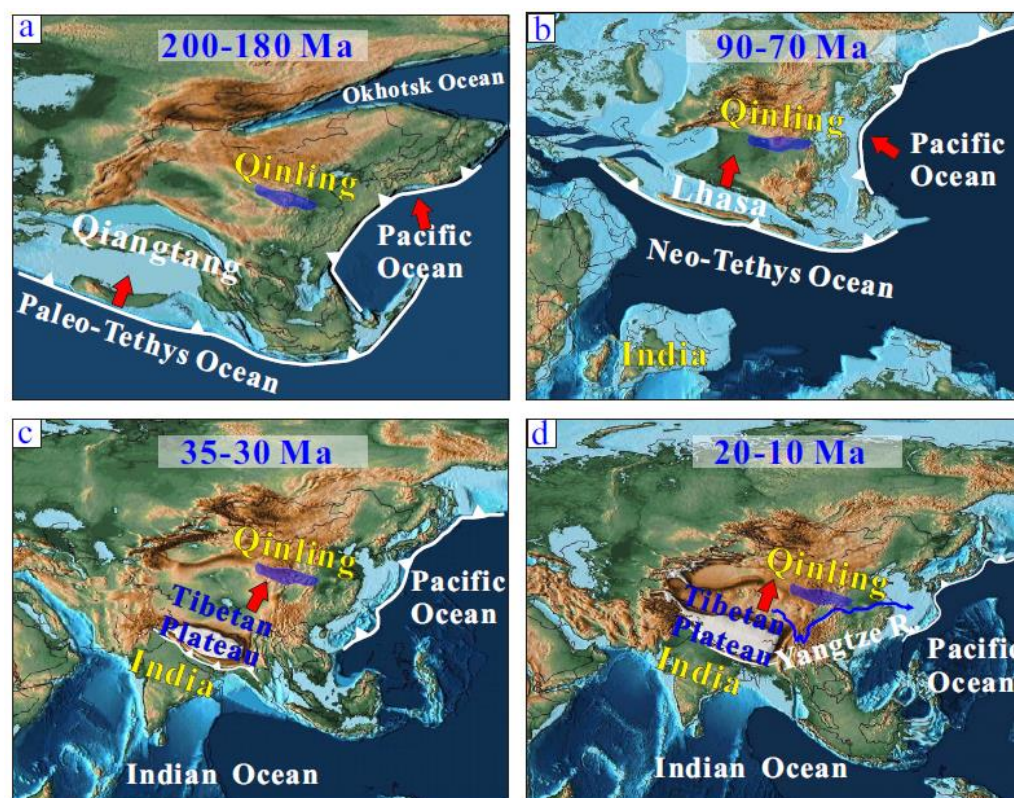 a
200-180 Ma
Okhotsk Ocean
Qinling
Qiangtang
Pacific
Ocean
Paleo-Tethys Ocean
b
90-70 Ma
Qinling
Pacific
Ocean
Lhasa
Neo-Tethys Ocean
India
c
35-30 Ma
Qinling
Pacific
Ocean
Tibetan
Plateau
India
Indian Ocean
d
20-10 Ma
Qinling
Tibetan
Plateau
Yangtze R.
Pacific
Ocean
India
Indian Ocean